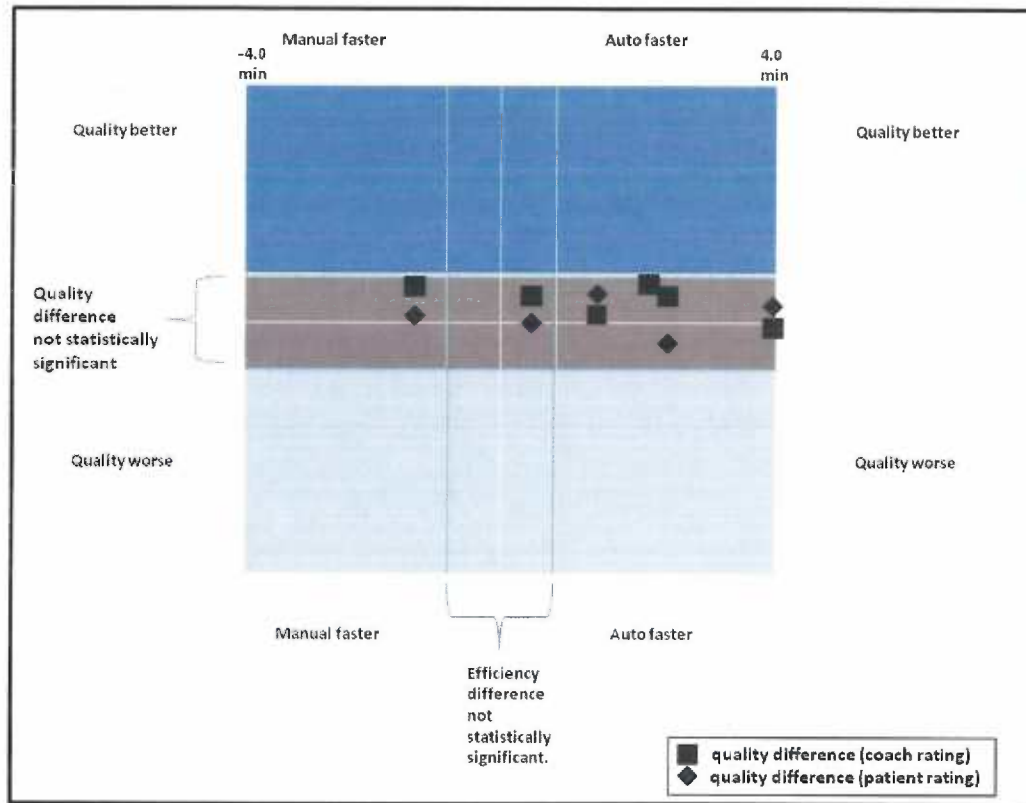 Manual faster
Auto faster
-4.0
min
4.0
min
Quality better
Quality better
Quality
difference
not statistically
significant
Quality worse
Quality worse
Manual faster
Auto faster
Efficiency
difference
not
statistically
significant.
quality difference (coach rating)
quality difference (patient rating)